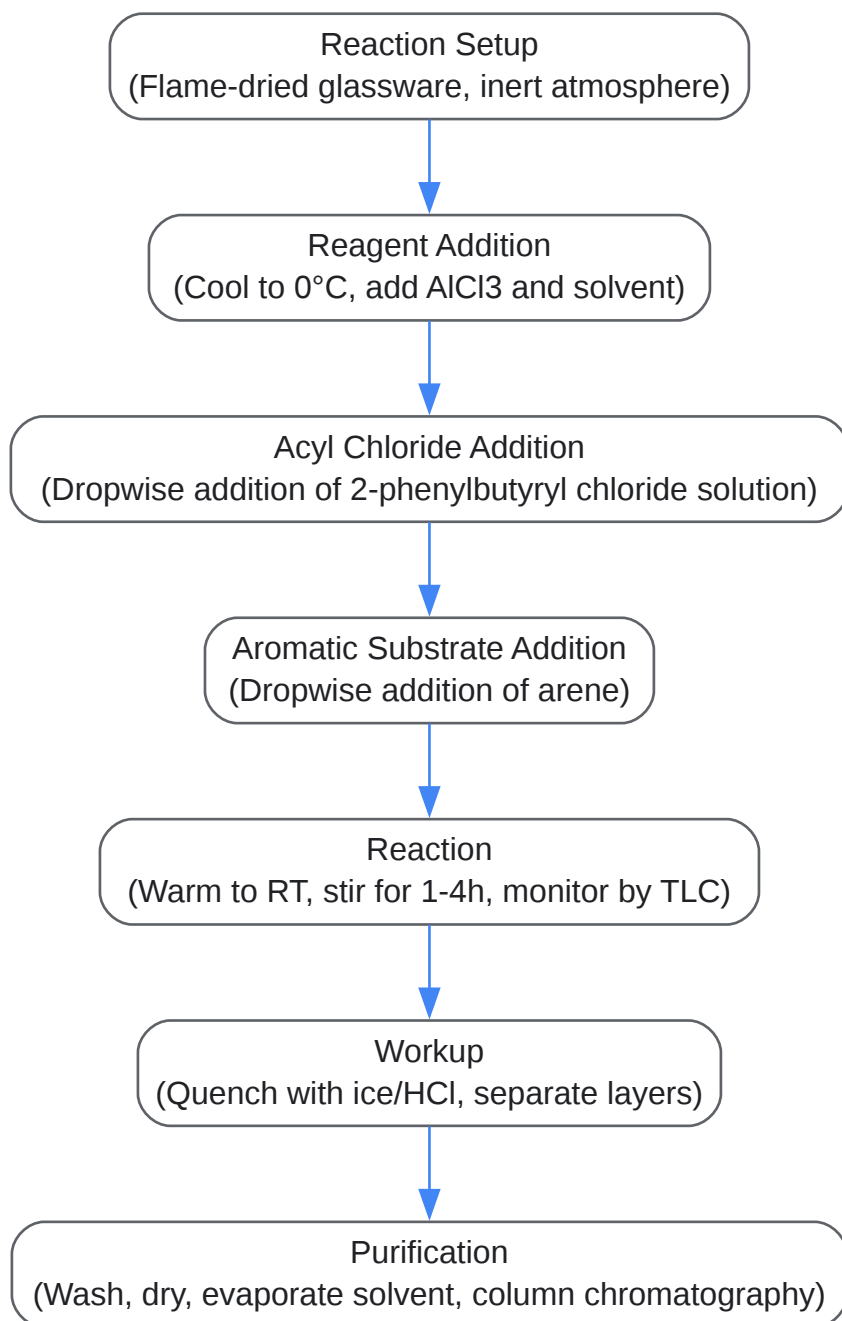 Reaction Setup
(Flame-dried glassware, inert atmosphere)
Reagent Addition
(Cool to 0°C, add AlCl3 and solvent)
Acyl Chloride Addition
(Dropwise addition of 2-phenylbutyryl chloride solution)
Aromatic Substrate Addition
(Dropwise addition of arene)
Reaction
(Warm to RT, stir for 1-4h, monitor by TLC)
Workup
(Quench with ice/HCl, separate layers)
Purification
(Wash, dry, evaporate solvent, column chromatography)